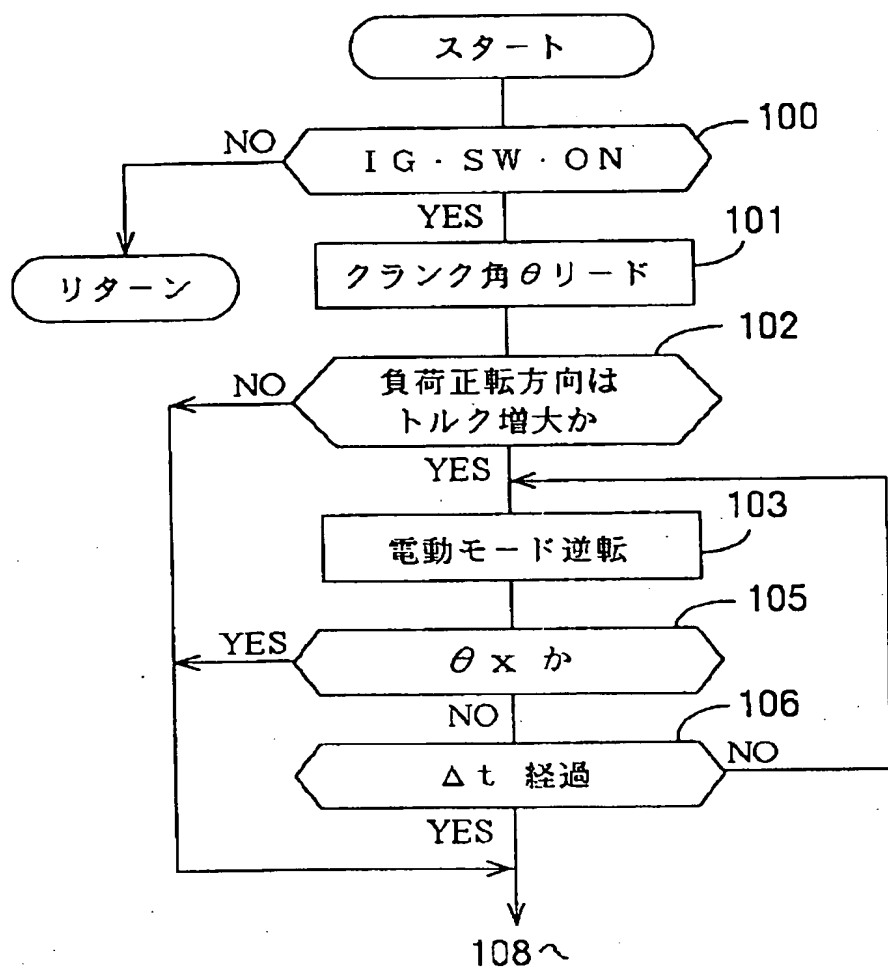 スタート
100
NO
IG・SW・ON
YES
101
リターン
クランク角θリード
102
NO
負荷正転方向は
トルク増大か
YES
103
電動モード逆転
105
YES
θxか
NO
106
Δt 経過
NO
YES
108へ